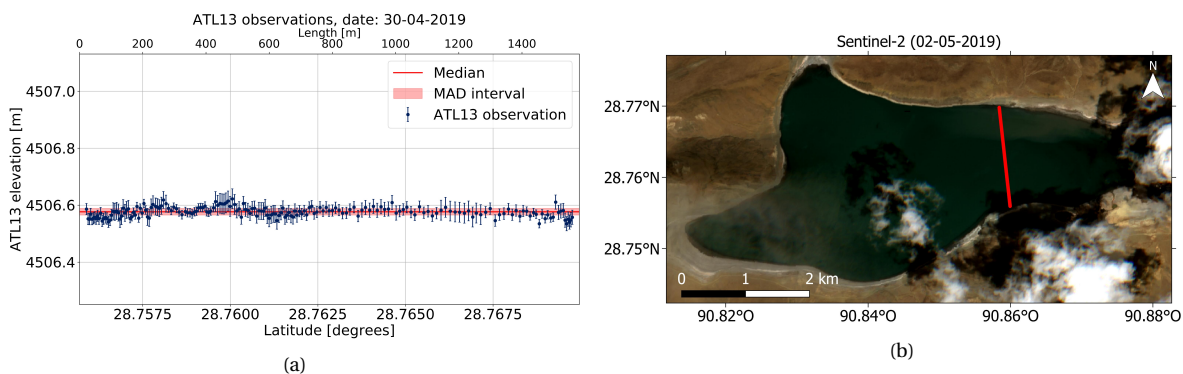 ATL13 observations, date: 30-04-2019
Length [m]
0 200 400 600 800 1000 1200 1400
Median
MAD interval
ATL13 observation
4507.0
4506.8
4506.6
4506.4
ATL13 elevation [m]
28.7575 28.7600 28.7625 28.7650 28.7675
Latitude [degrees]
(a)
Sentinel-2 (02-05-2019)
N
28.77°N
28.76°N
28.75°N
0 1 2 km
90.82°O 90.84°O 90.86°O 90.88°O
(b)